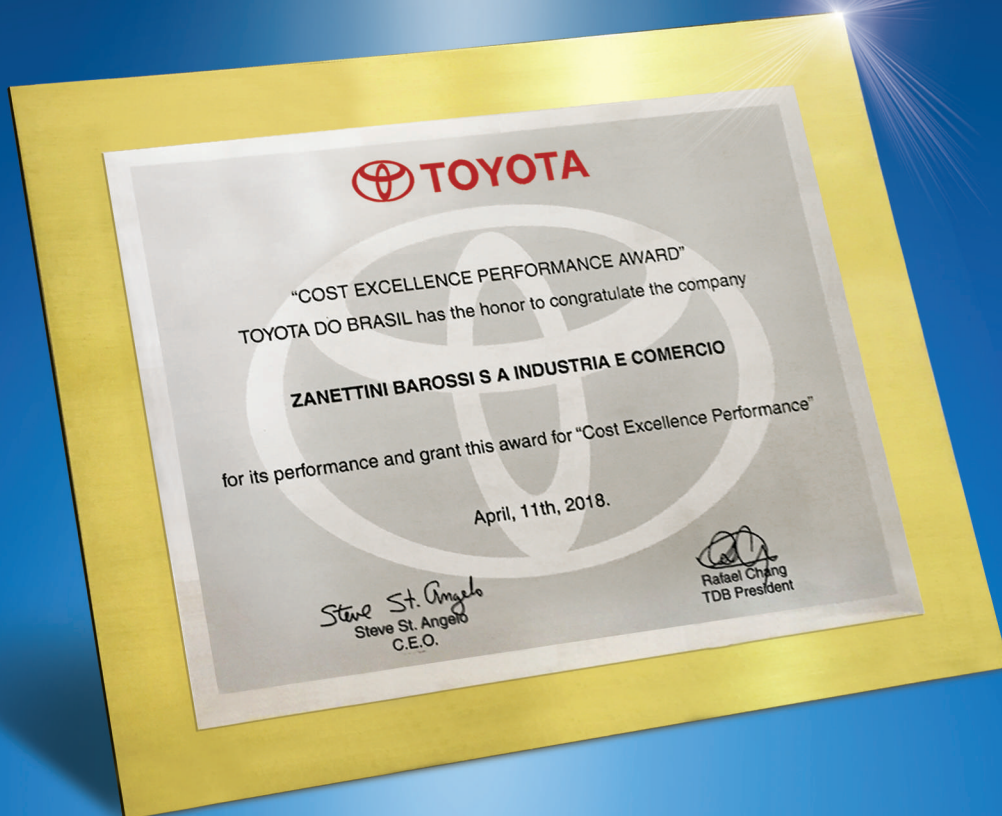 TOYOTA
“COST EXCELLENCE PERFORMANCE AWARD”
TOYOTA DO BRASIL has the honor to congratulate the company
ZANETTINI BAROSSI S A INDUSTRIA E COMERCIO
for its performance and grant this award for “Cost Excellence Performance”
April, 11th, 2018.
Steve St. Angelo
Steve St. Angelo
C.E.O.
Rafael Chang
TDB President